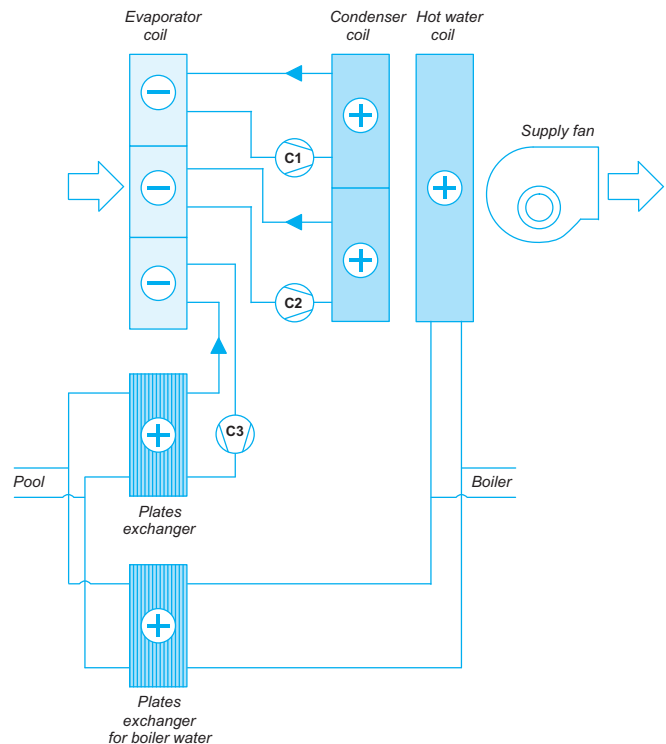 Evaporator
coil
Condenser
coil
Hot water
coil
Supply fan
C1
C2
C3
Pool
Boiler
Plates
exchanger
Plates
exchanger
for boiler water